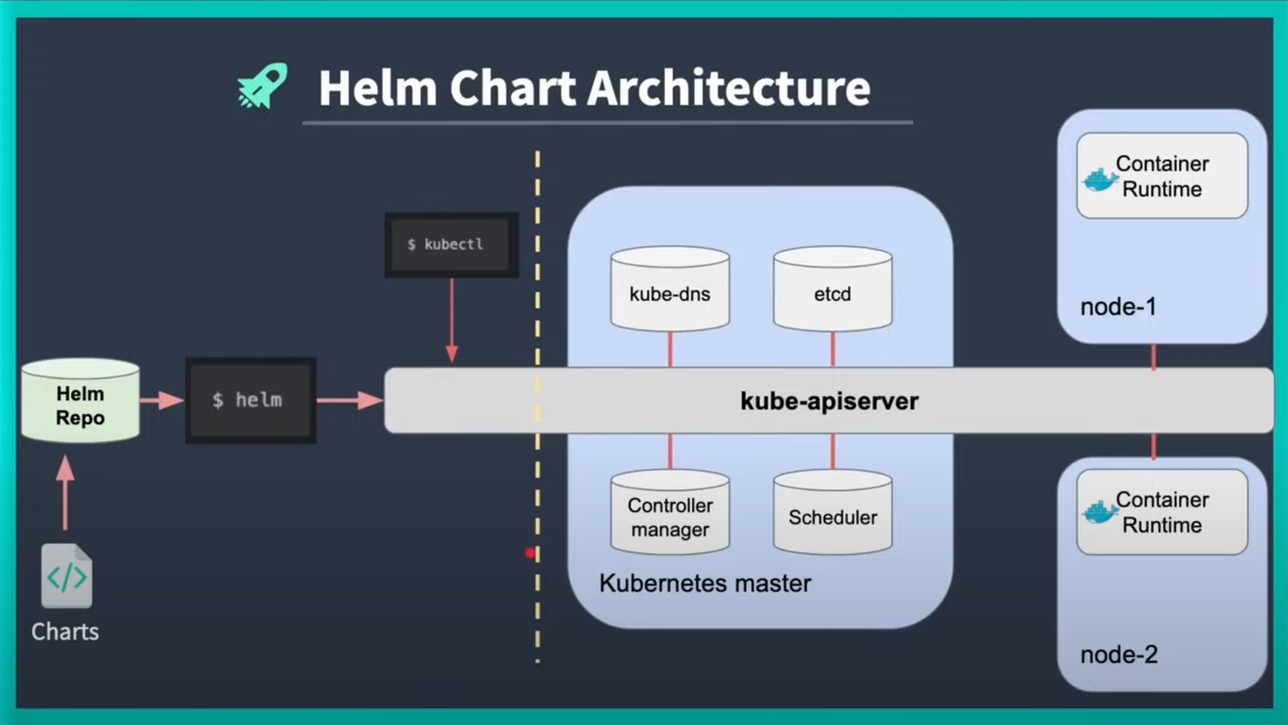 Helm Chart Architecture
$ kubectl
Helm
Repo
$ helm
Charts
</>
kube-dns
etcd
kube-apiserver
Controller
manager
Scheduler
Kubernetes master
Container
Runtime
node-1
Container
Runtime
node-2